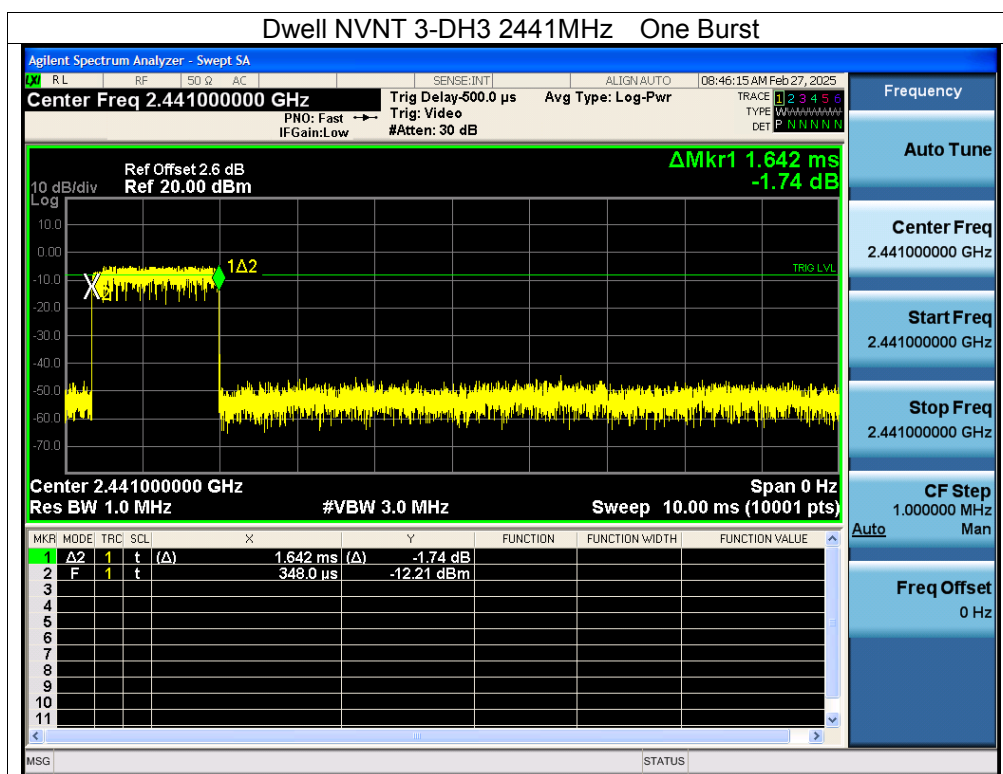 Dwell NVNT 3-DH3 2441MHz One Burst
Agilent Spectrum Analyzer - Swept SA
LXI RL RF 50 Ω AC SENSE:INT ALIGN AUTO 08:46:15 AM Feb 27, 2025
Center Freq 2.441000000 GHz Trig Delay-500.0 µs Avg Type: Log-Pwr TRACE 1 2 3 4 5 6
PNO: Fast Trig: Video TYPE WWWWWW
IFGain:Low #Atten: 30 dB DET P N N N N N
Frequency
Auto Tune
Center Freq
2.441000000 GHz
Start Freq
2.441000000 GHz
Stop Freq
2.441000000 GHz
CF Step
1.000000 MHz
Auto Man
Freq Offset
0 Hz
ΔMkr1 1.642 ms
-1.74 dB
Ref Offset 2.6 dB
10 dB/div Ref 20.00 dBm
Log
10.0
0.00
-10.0
-20.0
-30.0
-40.0
-50.0
-60.0
-70.0
1Δ2
TRIG LVL
Center 2.441000000 GHz Span 0 Hz
Res BW 1.0 MHz #VBW 3.0 MHz Sweep 10.00 ms (10001 pts)
MKR MODE TRC SCL X Y FUNCTION FUNCTION WIDTH FUNCTION VALUE
1 Δ2 1 t (Δ) 1.642 ms (Δ) -1.74 dB
2 F 1 t 348.0 µs -12.21 dBm
3
4
5
6
7
8
9
10
11
MSG STATUS